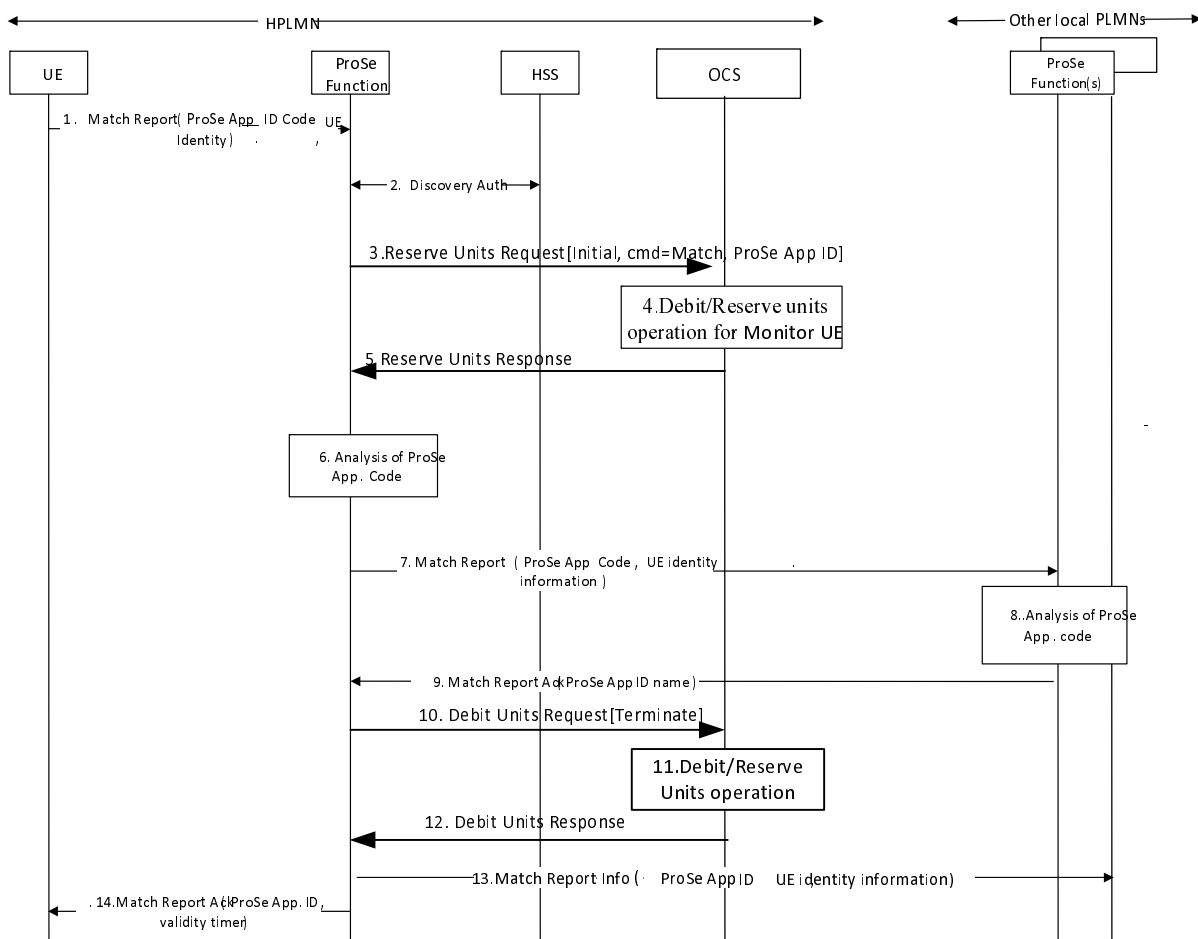 HPLMN
Other local PLMNs
UE
ProSe
Function
HSS
OCS
ProSe
Function(s)
1. Match Report( ProSe App ID Code , UE
Identity)
2. Discovery Auth
3.Reserve Units Request[Initial, cmd=Match, ProSe App ID]
4.Debit/Reserve units
operation for Monitor UE
5.Reserve Units Response
6. Analysis of ProSe
App. Code
7. Match Report ( ProSe App Code , UE identity
information )
8..Analysis of ProSe
App. code
9. Match Report Ack(ProSe App ID name)
10. Debit Units Request[Terminate]
11.Debit/Reserve
Units operation
12. Debit Units Response
13.Match Report Info ( ProSe App ID UE identity information)
. 14.Match Report Ack(ProSe App. ID,
validity timer)